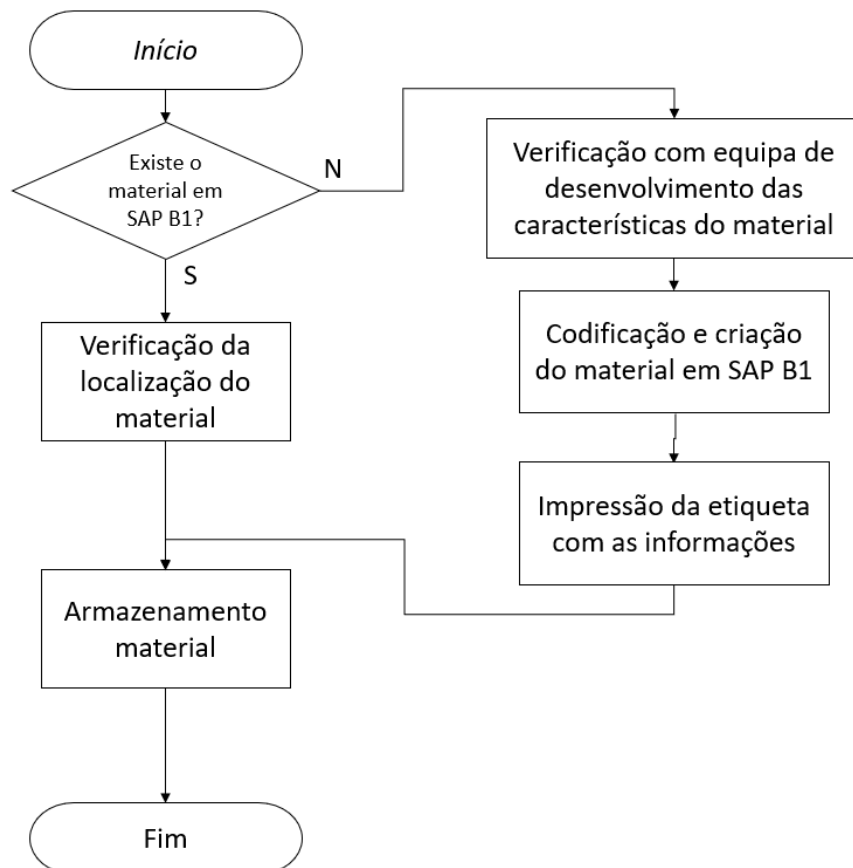 Início
Existe o
material em
SAP B1?
N
S
Verificação com equipa de
desenvolvimento das
características do material
Verificação da
localização do
material
Codificação e criação
do material em SAP B1
Impressão da etiqueta
com as informações
Armazenamento
material
Fim